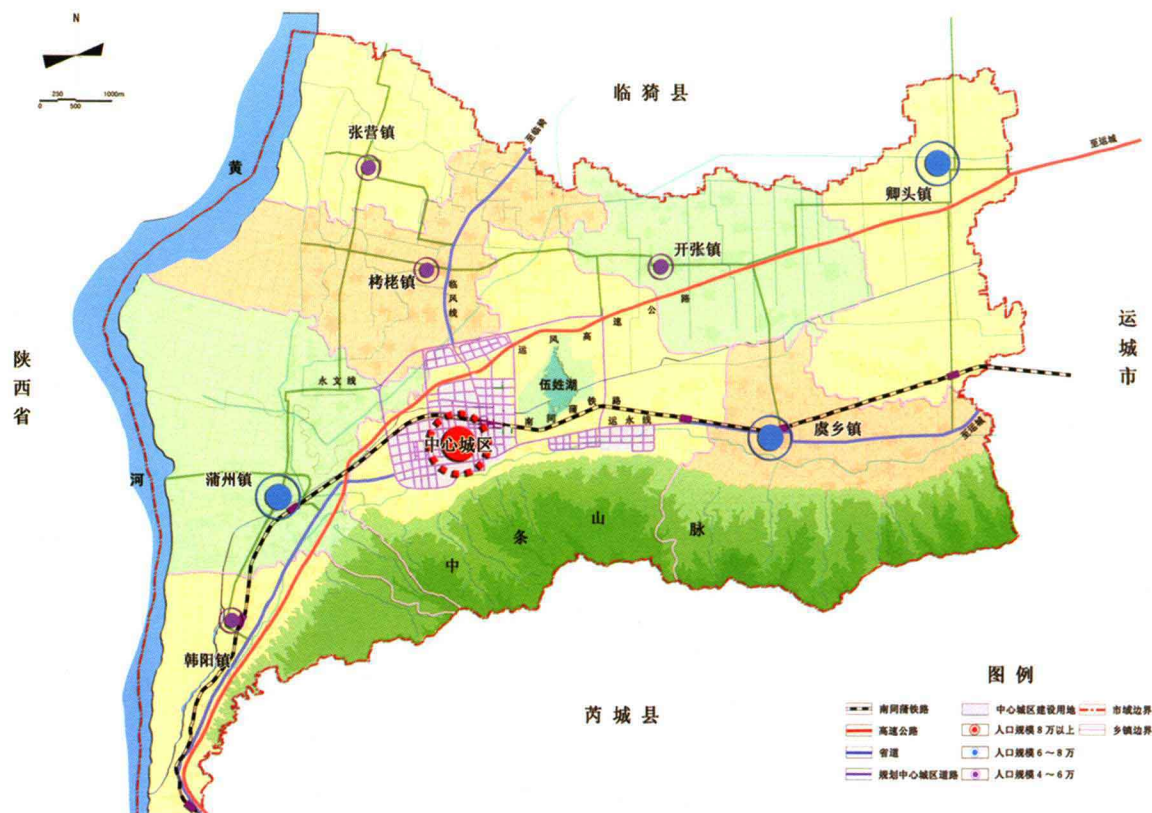 N
250
1000m
0
500
临猗县
至临猗
至运城
张营镇
黄
卿头镇
开张镇
栲栳镇
临风线
运风高速公路
运城市
陕西省
永文线
伍姓湖
南同蒲铁路
运永线
中心城区
虞乡镇
至运城
河
蒲州镇
中条山脉
韩阳镇
芮城县
图例
南同蒲铁路
中心城区建设用地
市域边界
高速公路
人口规模8万以上
乡镇边界
省道
人口规模6~8万
规划中心城区道路
人口规模4~6万